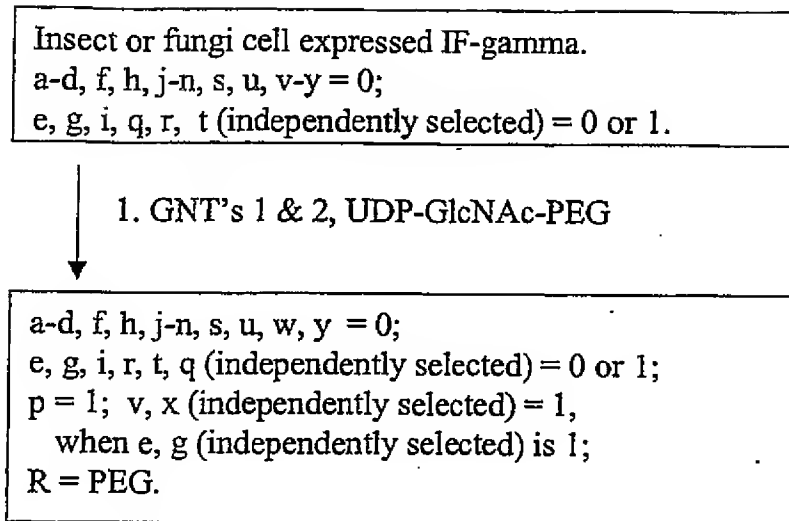 Insect or fungi cell expressed IF-gamma.
a-d, f, h, j-n, s, u, v-y = 0;
e, g, i, q, r, t (independently selected) = 0 or 1.
1. GNT's 1 & 2, UDP-GlcNAc-PEG
a-d, f, h, j-n, s, u, w, y = 0;
e, g, i, r, t, q (independently selected) = 0 or 1;
p = 1; v, x (independently selected) = 1,
when e, g (independently selected) is 1;
R = PEG.